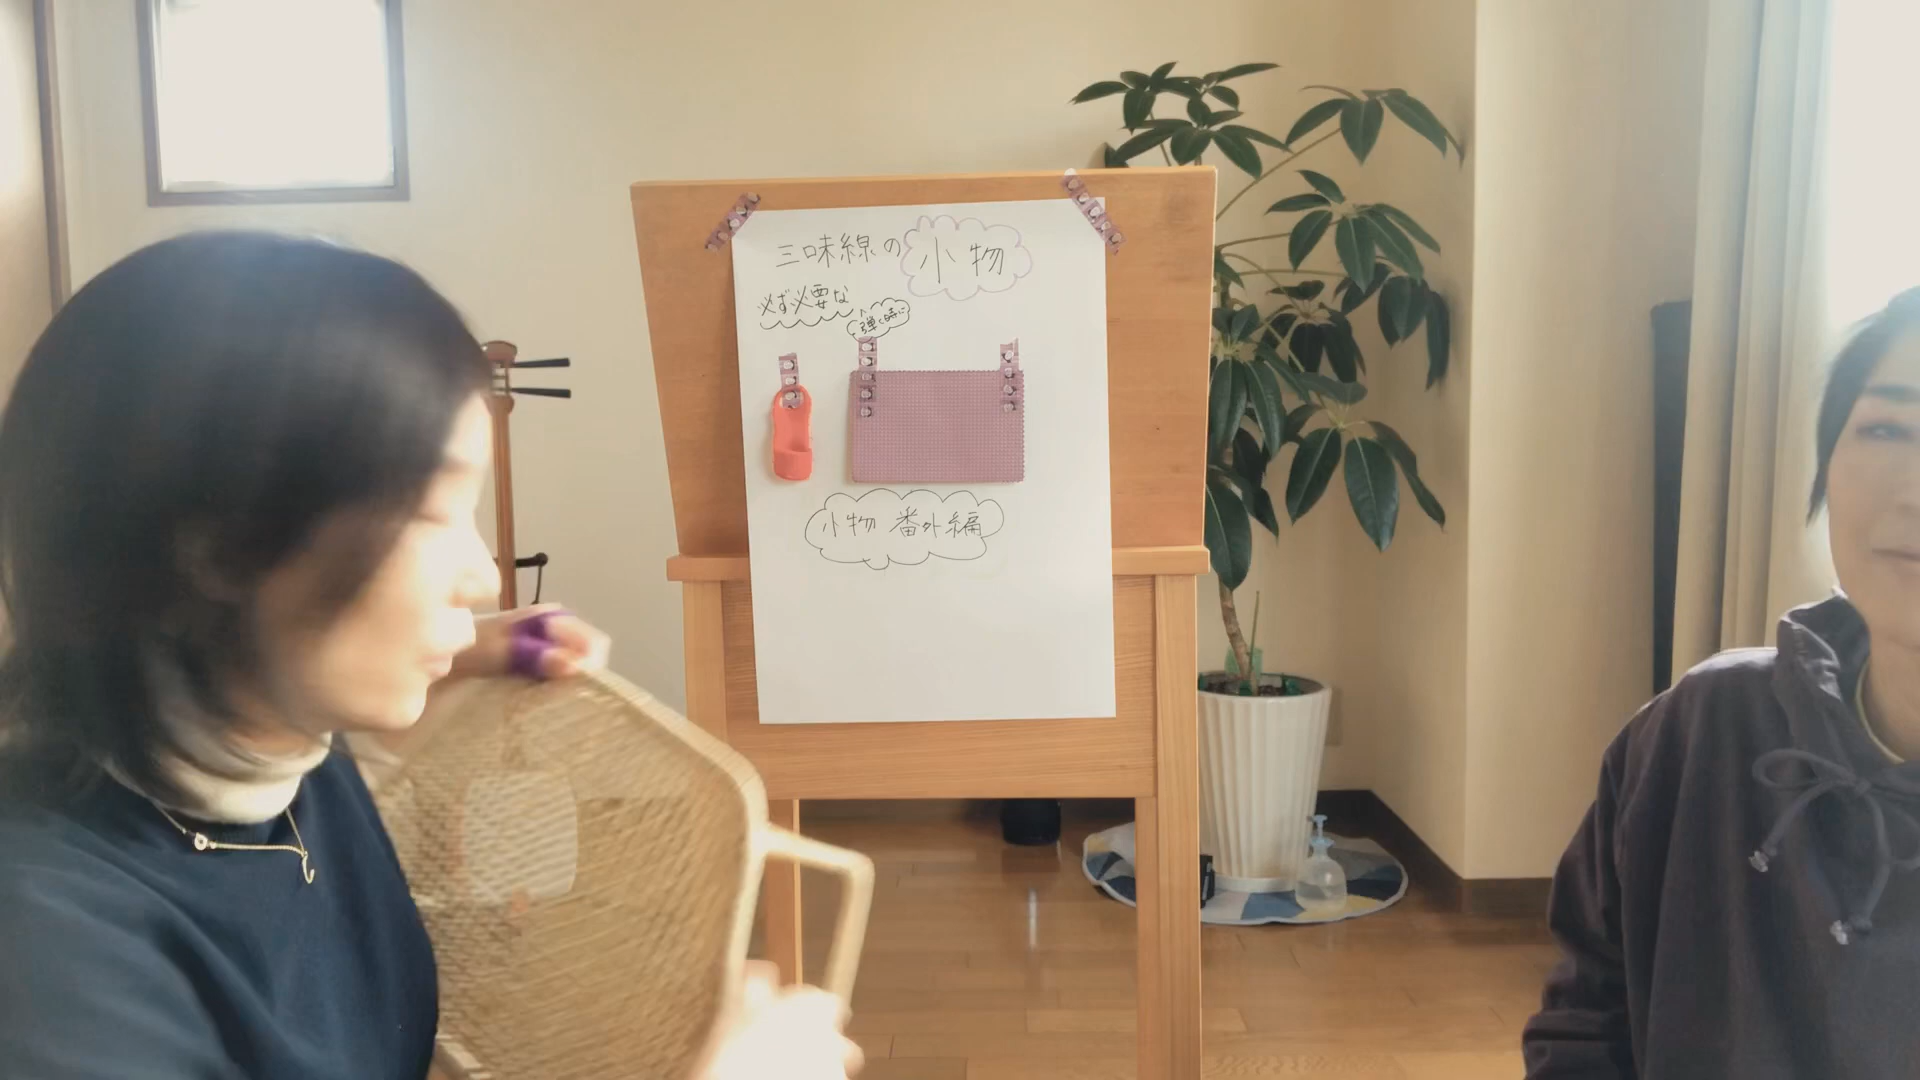 三味線の小物
必ず必要な
弾く時に
小物 番外編